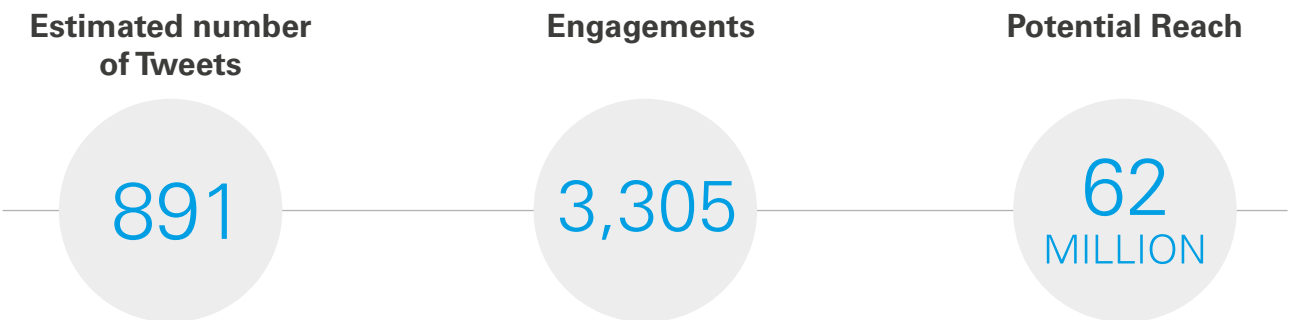 Estimated number
of Tweets
891
Engagements
3,305
Potential Reach
62
MILLION